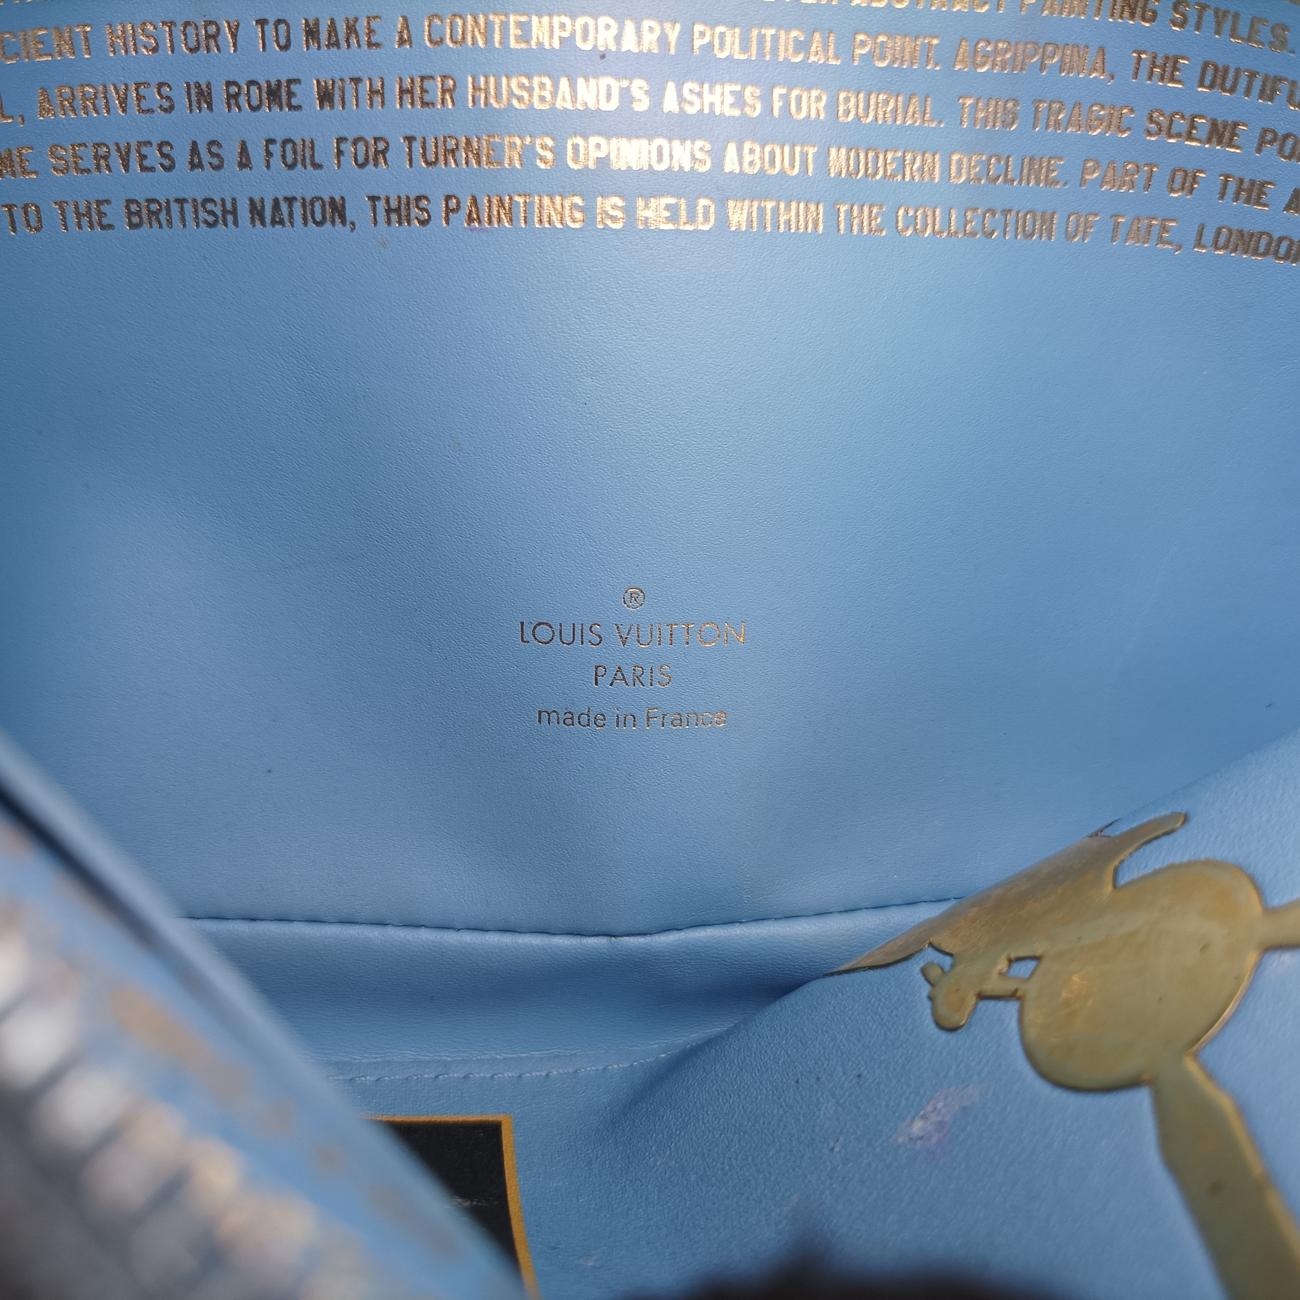 PAINTING STYLES.
HISTORY TO MAKE A CONTEMPORARY POLITICAL POINT. AGRIPPINA, THE
ARRIVES IN ROME WITH HER HUSBAND"S ASHES FOR BURIAL. THIS TRAGIC SCENE
SERVES AS A FOIL FOR TURNER'S OPINIONS ABOUT MODERN DECLINE. PART OF THE
TO THE BRITISH NATION, THIS PAINTING IS HELD WITHIN THE COLLECTION OF TATE, LONDON
®
LOUIS VUITTON
PARIS
made in France